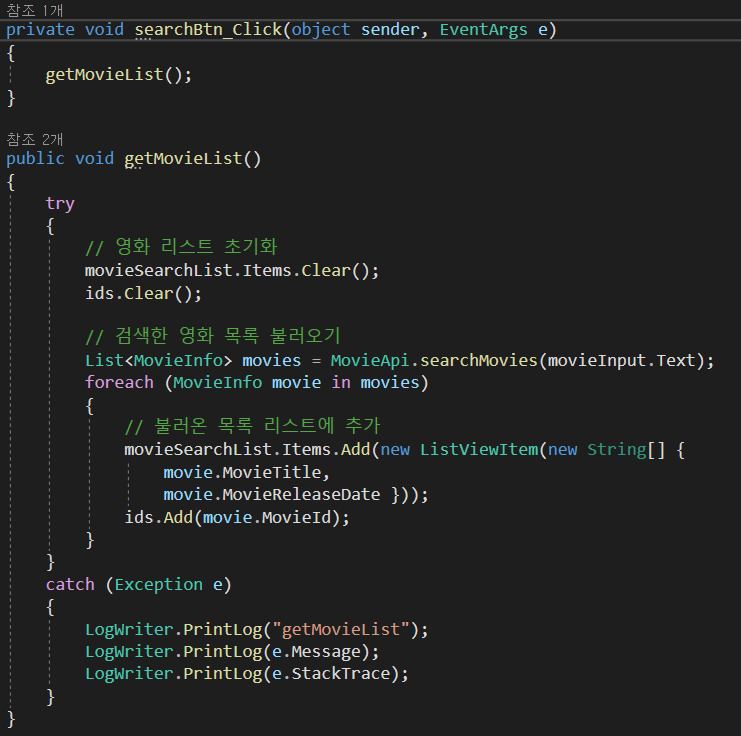 참조 1개
private void searchBtn_Click(object sender, EventArgs e)
{
    getMovieList();
}
참조 2개
public void getMovieList()
{
    try
    {
        // 영화 리스트 초기화
        movieSearchList.Items.Clear();
        ids.Clear();
        // 검색한 영화 목록 불러오기
        List<MovieInfo> movies = MovieApi.searchMovies(movieInput.Text);
        foreach (MovieInfo movie in movies)
        {
            // 불러온 목록 리스트에 추가
            movieSearchList.Items.Add(new ListViewItem(new String[] {
                movie.MovieTitle,
                movie.MovieReleaseDate }));
            ids.Add(movie.MovieId);
        }
    }
    catch (Exception e)
    {
        LogWriter.PrintLog("getMovieList");
        LogWriter.PrintLog(e.Message);
        LogWriter.PrintLog(e.StackTrace);
    }
}